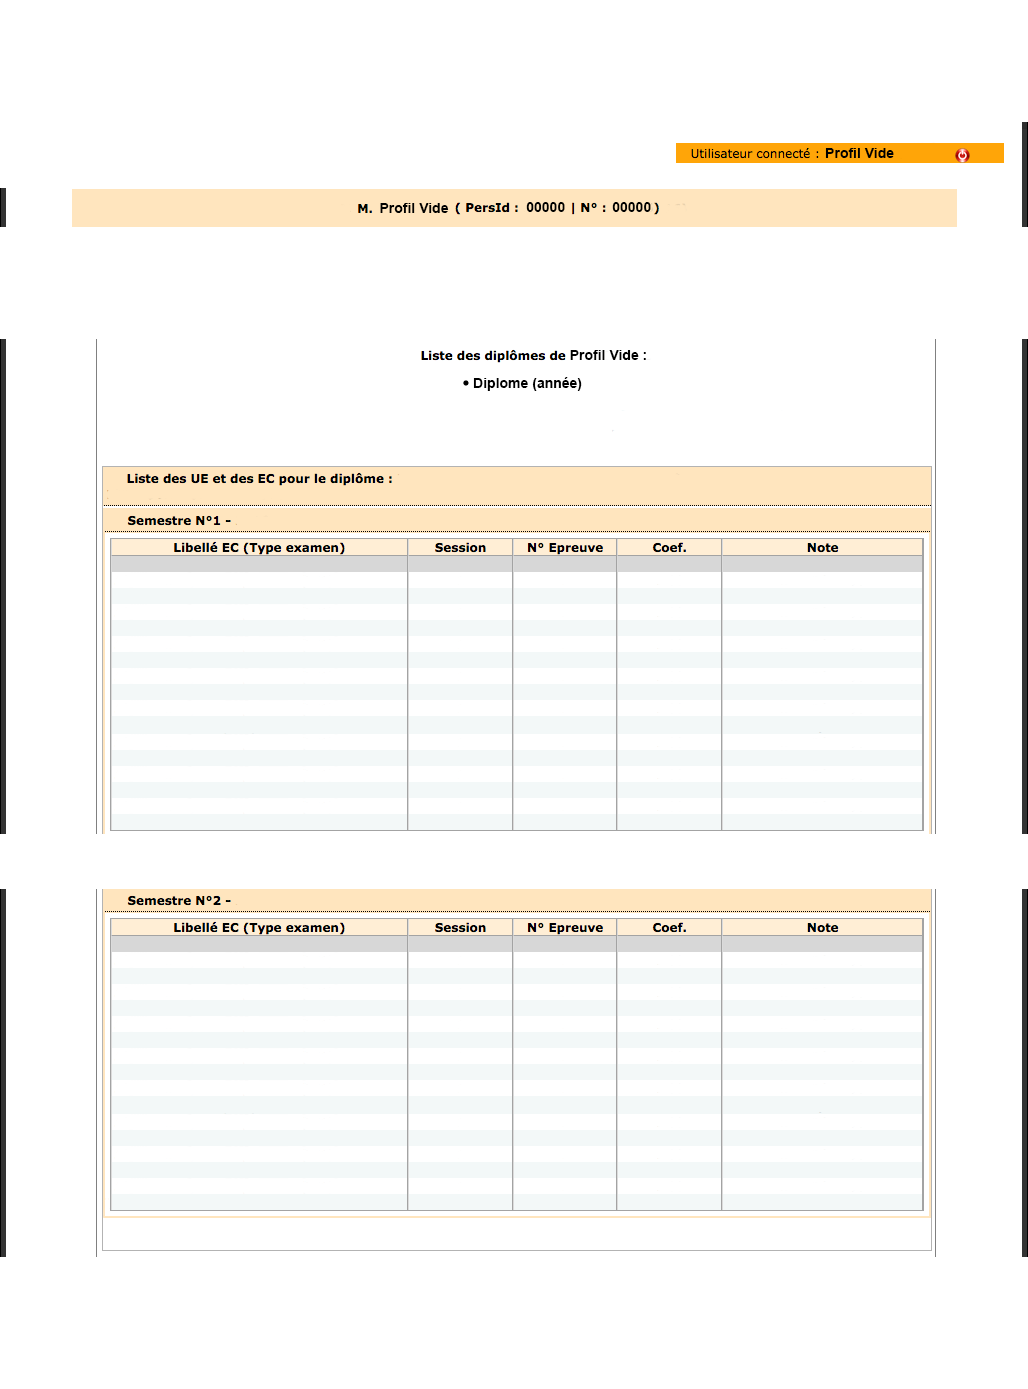 Utilisateur connecté : Profil Vide
M. Profil Vide ( PersId : 00000 | N° : 00000 )
Liste des diplômes de Profil Vide :
• Diplome (année)
Liste des UE et des EC pour le diplôme :
Semestre N°1 -
Libellé EC (Type examen) Session N° Epreuve Coef. Note
Semestre N°2 -
Libellé EC (Type examen) Session N° Epreuve Coef. Note